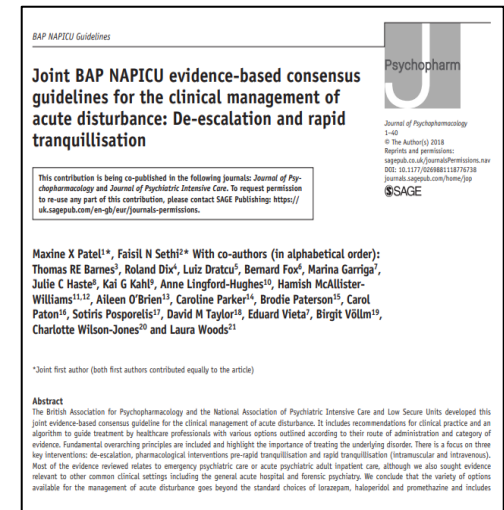 BAP NAPICU Guidelines
Joint BAP NAPICU evidence-based consensus
guidelines for the clinical management of
acute disturbance: De-escalation and rapid
tranquillisation
Psychopharm
Journal of Psychopharmacology
1–40
© The Author(s) 2018
Reprints and permissions:
sagepub.co.uk/journalsPermissions.nav
DOI: 10.1177/0269881118776738
journals.sagepub.com/home/jop
SAGE
This contribution is being co-published in the following journals: Journal of Psy-
chopharmacology and Journal of Psychiatric Intensive Care. To request permission
to re-use any part of this contribution, please contact SAGE Publishing: https://
uk.sagepub.com/en-gb/eur/journals-permissions.
Maxine X Patel1*, Faisil N Sethi2* With co-authors (in alphabetical order):
Thomas RE Barnes3, Roland Dix4, Luiz Dratcu5, Bernard Fox6, Marina Garriga7,
Julie C Haste8, Kai G Kahl9, Anne Lingford-Hughes10, Hamish McAllister-
Williams11,12, Aileen O'Brien13, Caroline Parker14, Brodie Paterson15, Carol
Paton16, Sotiris Posporelis17, David M Taylor18, Eduard Vieta7, Birgit Völlm19,
Charlotte Wilson-Jones20 and Laura Woods21
*Joint first author (both first authors contributed equally to the article)
Abstract
The British Association for Psychopharmacology and the National Association of Psychiatric Intensive Care and Low Secure Units developed this
joint evidence-based consensus guideline for the clinical management of acute disturbance. It includes recommendations for clinical practice and an
algorithm to guide treatment by healthcare professionals with various options outlined according to their route of administration and category of
evidence. Fundamental overarching principles are included and highlight the importance of treating the underlying disorder. There is a focus on three
key interventions: de-escalation, pharmacological interventions pre-rapid tranquillisation and rapid tranquillisation (intramuscular and intravenous).
Most of the evidence reviewed relates to emergency psychiatric care or acute psychiatric adult inpatient care, although we also sought evidence
relevant to other common clinical settings including the general acute hospital and forensic psychiatry. We conclude that the variety of options
available for the management of acute disturbance goes beyond the standard choices of lorazepam, haloperidol and promethazine and includes